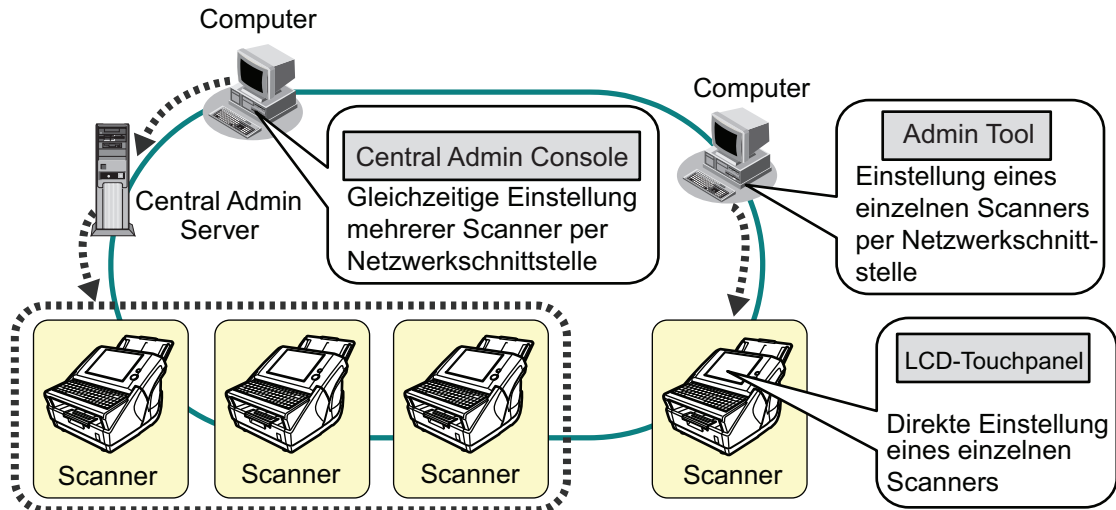 Computer
Computer
Central Admin
Server
Central Admin Console
Gleichzeitige Einstellung
mehrerer Scanner per
Netzwerkschnittstelle
Admin Tool
Einstellung eines
einzelnen Scanners
per Netzwerkschnitt-
stelle
Scanner
Scanner
Scanner
Scanner
LCD-Touchpanel
Direkte Einstellung
eines einzelnen
Scanners